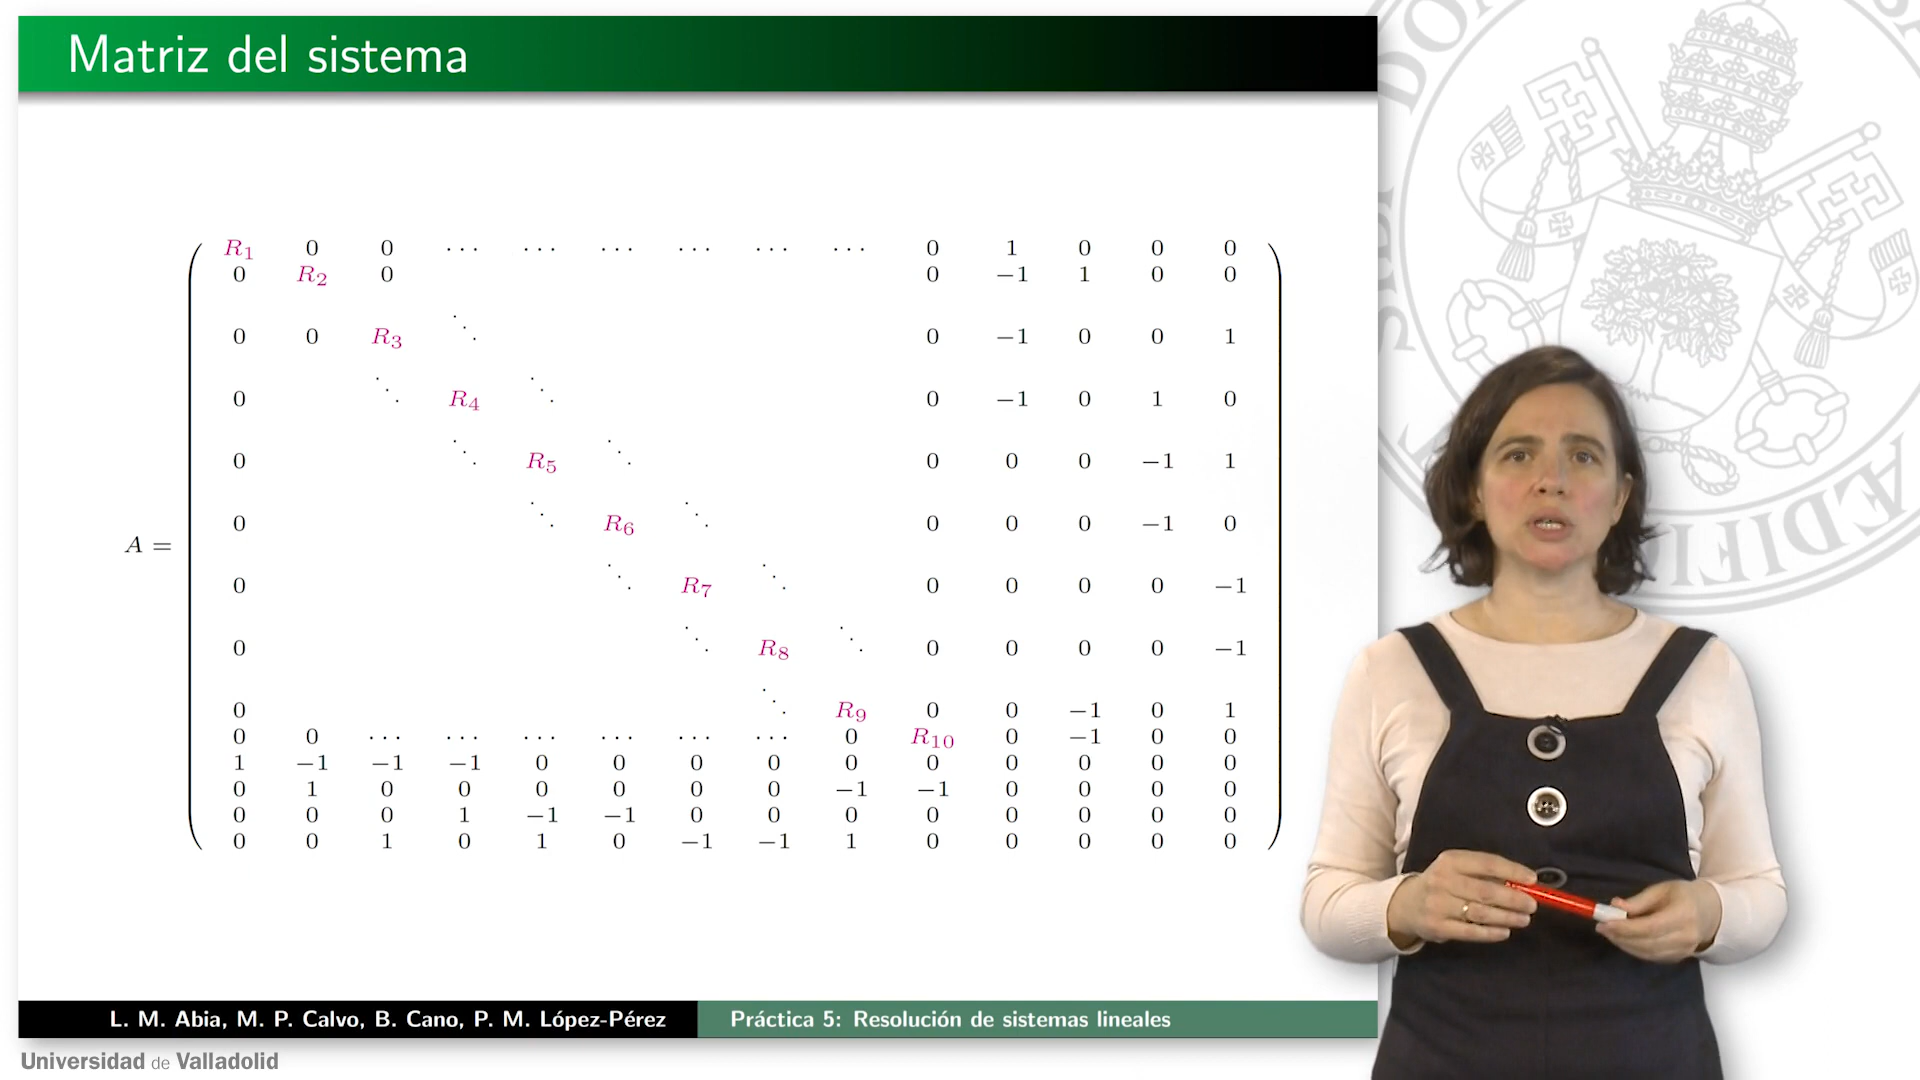 Matriz del sistema
R1 0 0 ··· ··· ··· ··· ··· ··· 0 1 0 0 0
0 R2 0 0 −1 1 0 0
0 0 R3 ⋱ 0 −1 0 0 1
0 ⋱ R4 ⋱ 0 −1 0 1 0
0 ⋱ R5 ⋱ 0 0 0 −1 1
0 ⋱ R6 ⋱ 0 0 0 −1 0
A =
0 ⋱ R7 ⋱ 0 0 0 0 −1
0 ⋱ R8 ⋱ 0 0 0 0 −1
0 ⋱ R9 0 0 −1 0 1
0 0 ··· ··· ··· ··· ··· ··· 0 R10 0 −1 0 0
1 −1 −1 −1 0 0 0 0 0 0 0 0 0 0
0 1 0 0 0 0 0 0 −1 −1 0 0 0 0
0 0 0 1 −1 −1 0 0 0 0 0 0 0 0
0 0 1 0 1 0 −1 −1 1 0 0 0 0 0
L. M. Abia, M. P. Calvo, B. Cano, P. M. López-Pérez
Práctica 5: Resolución de sistemas lineales
Universidad de Valladolid